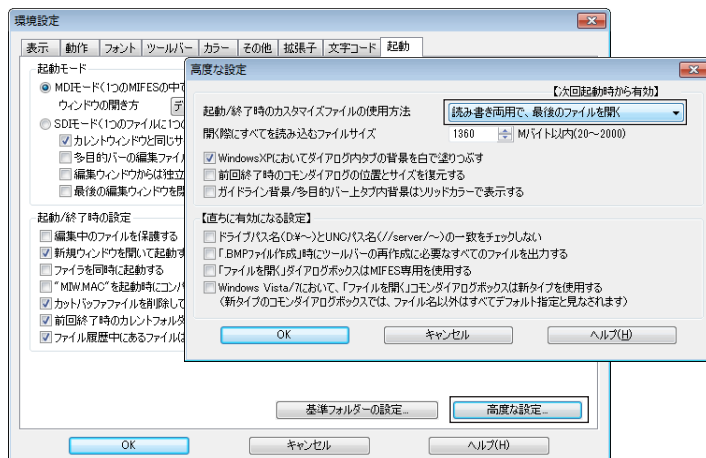 環境設定
表示 動作 フォント ツールバー カラー その他 拡張子 文字コード 起動
起動モード
MDIモード(1つのMIFESの中で
ウィンドウの開き方 デ
SDIモード(1つのファイルに1つ
カレントウィンドウと同じサ
多目的バーの編集ファイ
編集ウィンドウからは独立
最後の編集ウィンドウを閉
起動/終了時の設定
編集中のファイルを保護する
新規ウィンドウを開いて起動す
ファイラを同時に起動する
"MIW.MAC"を起動時にコンパ
カットバッファファイルを削除して
前回終了時のカレントフォルダ
ファイル履歴中にあるファイルは
基準フォルダーの設定...
高度な設定...
OK キャンセル ヘルプ(H)
高度な設定
【次回起動時から有効】
起動/終了時のカスタマイズファイルの使用方法 読み書き両用で、最後のファイルを開く
開く際にすべてを読み込むファイルサイズ 1360 Mバイト以内(20～2000)
WindowsXPにおいてダイアログ内タブの背景を白で塗りつぶす
前回終了時のコモンダイアログの位置とサイズを復元する
ガイドライン背景/多目的バー上タブ内背景はソリッドカラーで表示する
【直ちに有効になる設定】
ドライブパス名(D:¥～)とUNCパス名(//server/～)の一致をチェックしない
「.BMPファイル作成」時にツールバーの再作成に必要なすべてのファイルを出力する
「ファイルを開く」ダイアログボックスはMIFES専用を使用する
Windows Vista/7において、「ファイルを開く」コモンダイアログボックスは新タイプを使用する
(新タイプのコモンダイアログボックスでは、ファイル名以外はすべてデフォルト指定と見なされます)
OK キャンセル ヘルプ(H)